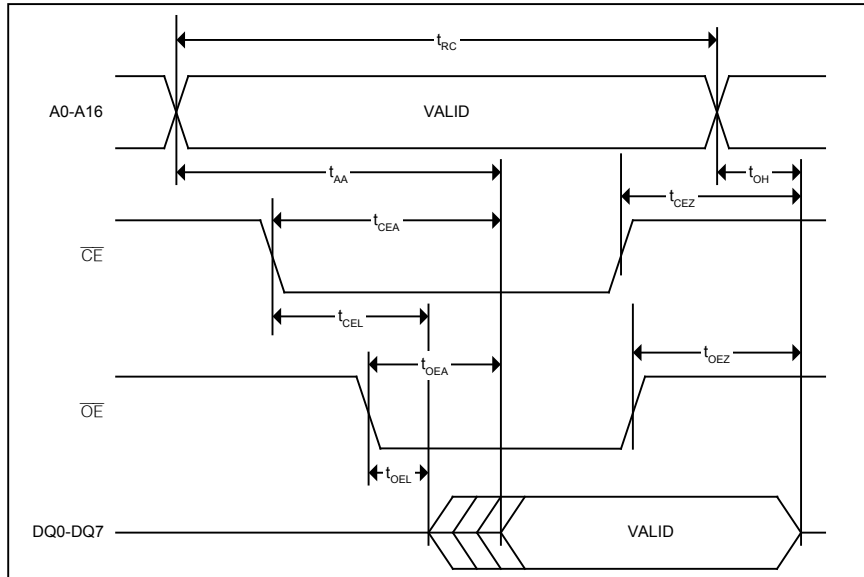 tRC
A0-A16
VALID
tAA
tOH
tCEZ
tCEA
CE
tCEL
tOEA
tOEZ
OE
tOEL
DQ0-DQ7
VALID